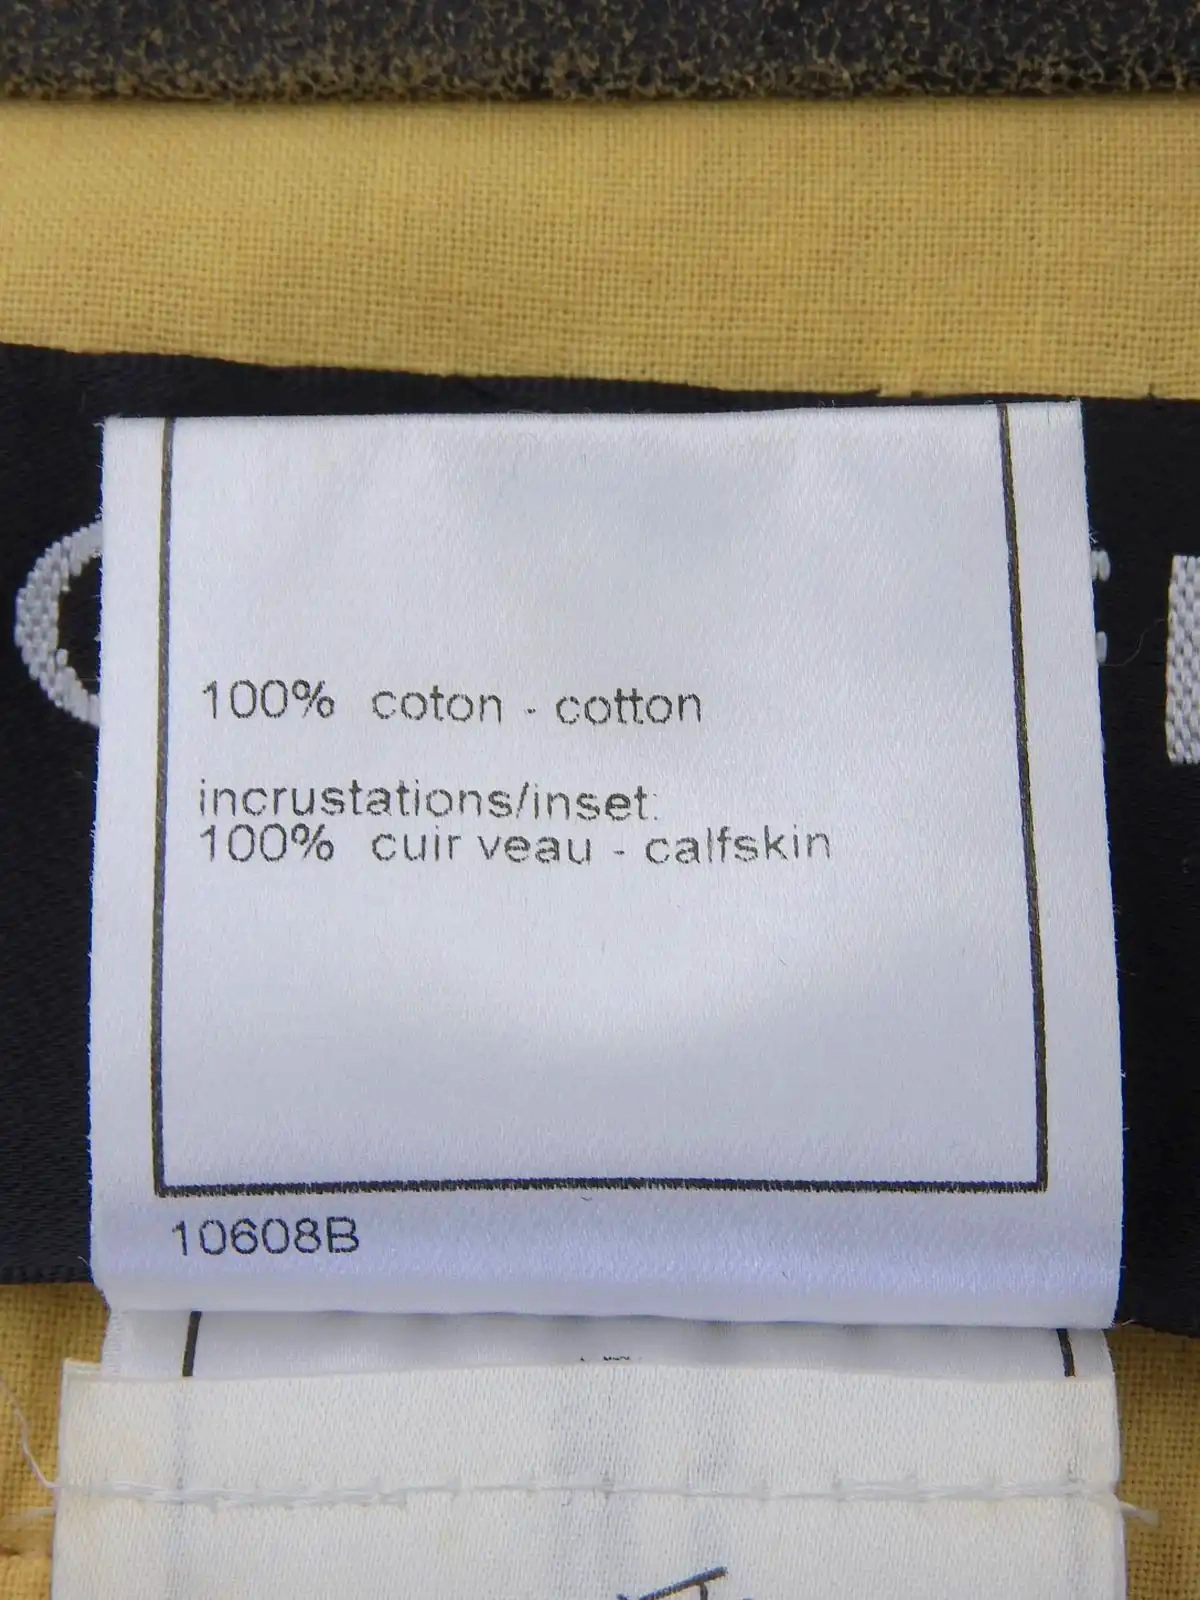 100% coton - cotton
incrustations/inset:
100% cuir veau - calfskin
10608B